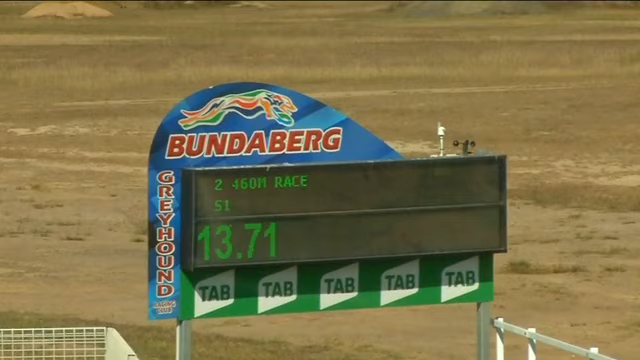 BUNDABERG
GREYHOUND
2 460M RACE
S1
13.71
TAB TAB TAB TAB TAB